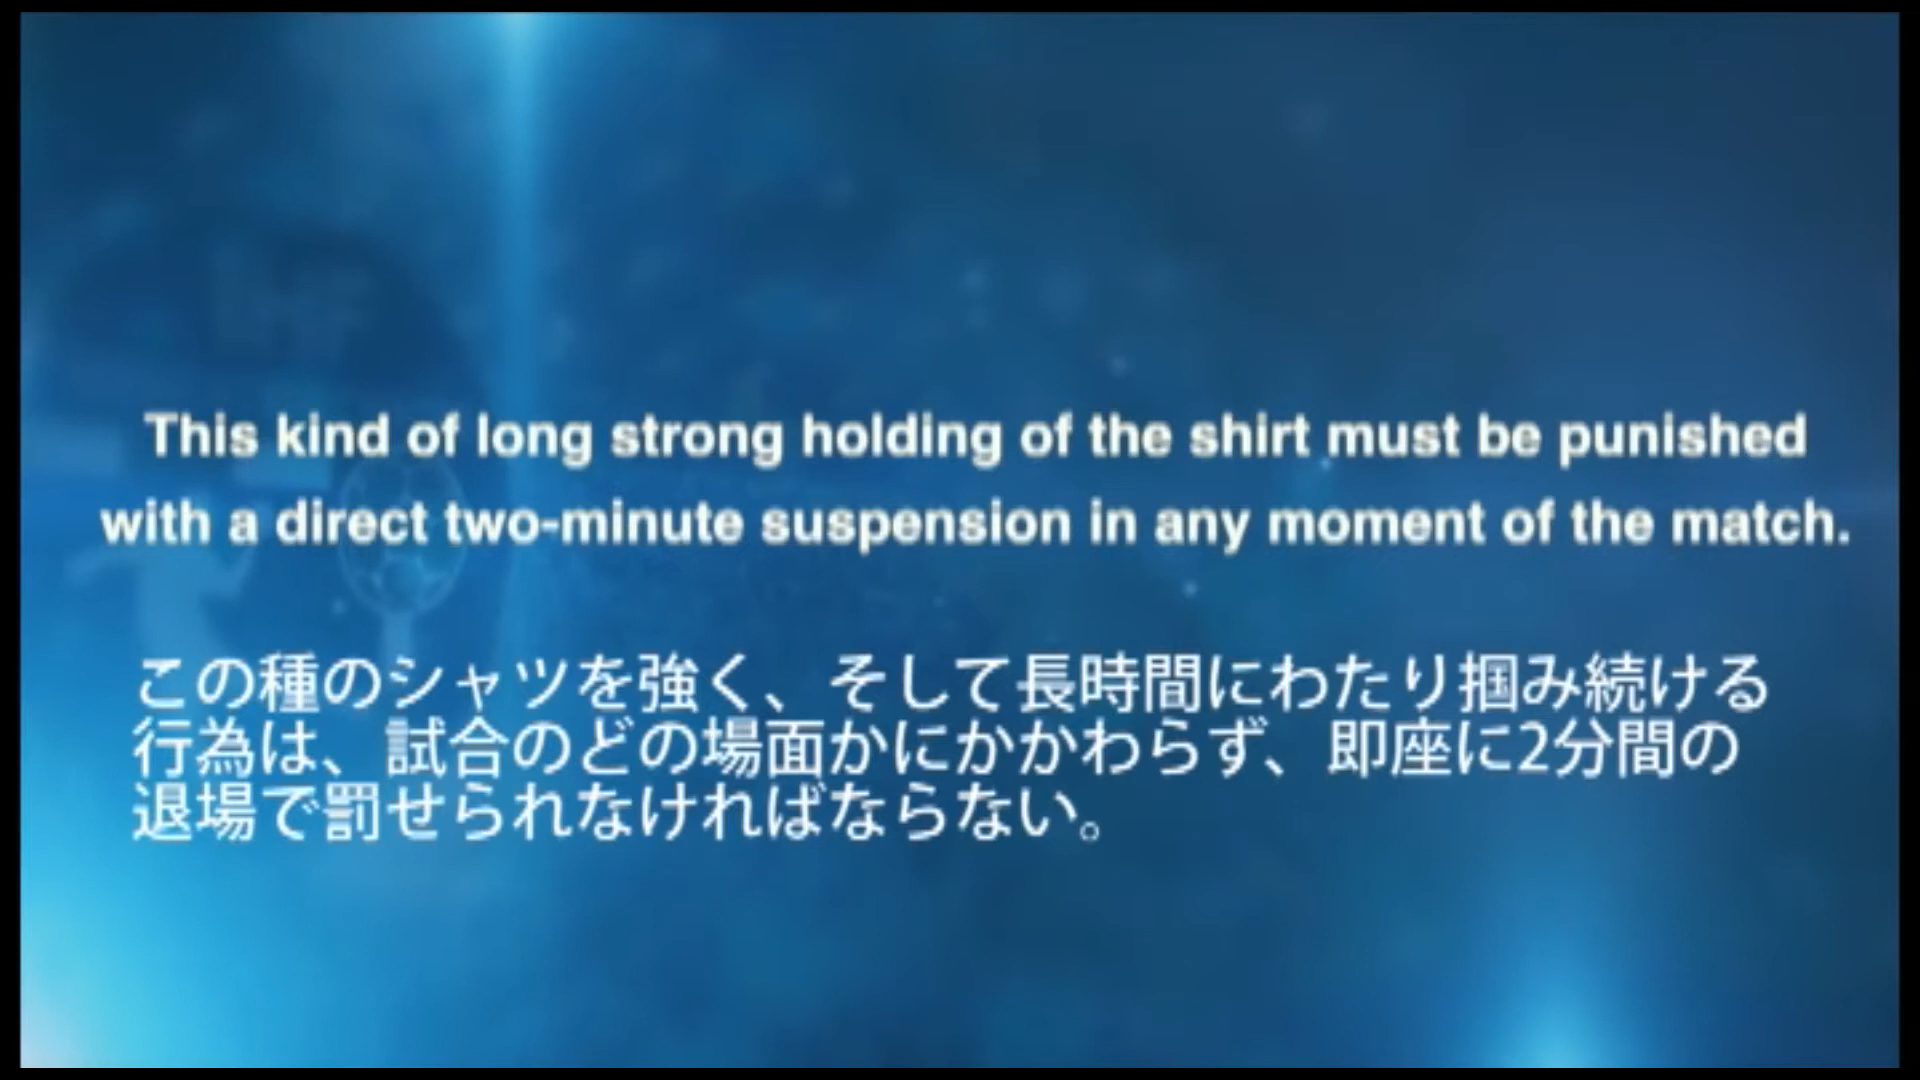 This kind of long strong holding of the shirt must be punished
with a direct two-minute suspension in any moment of the match.
この種のシャツを強く、そして長時間にわたり掴み続ける
行為は、試合のどの場面かにかかわらず、即座に2分間の
退場で罰せられなければならない。